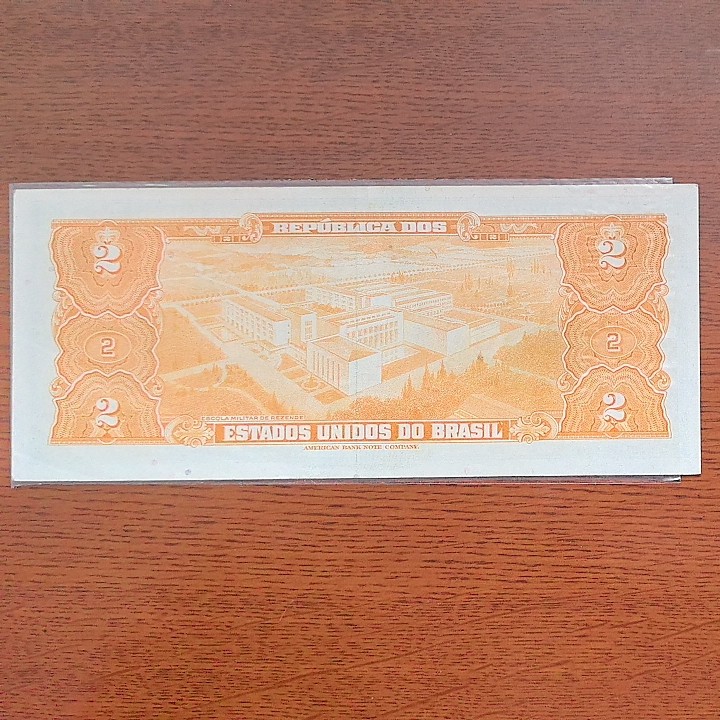 REPÚBLICA DOS
2 2
2 2
2 2
ESCOLA MILITAR DE REZENDE
ESTADOS UNIDOS DO BRASIL
AMERICAN BANK NOTE COMPANY